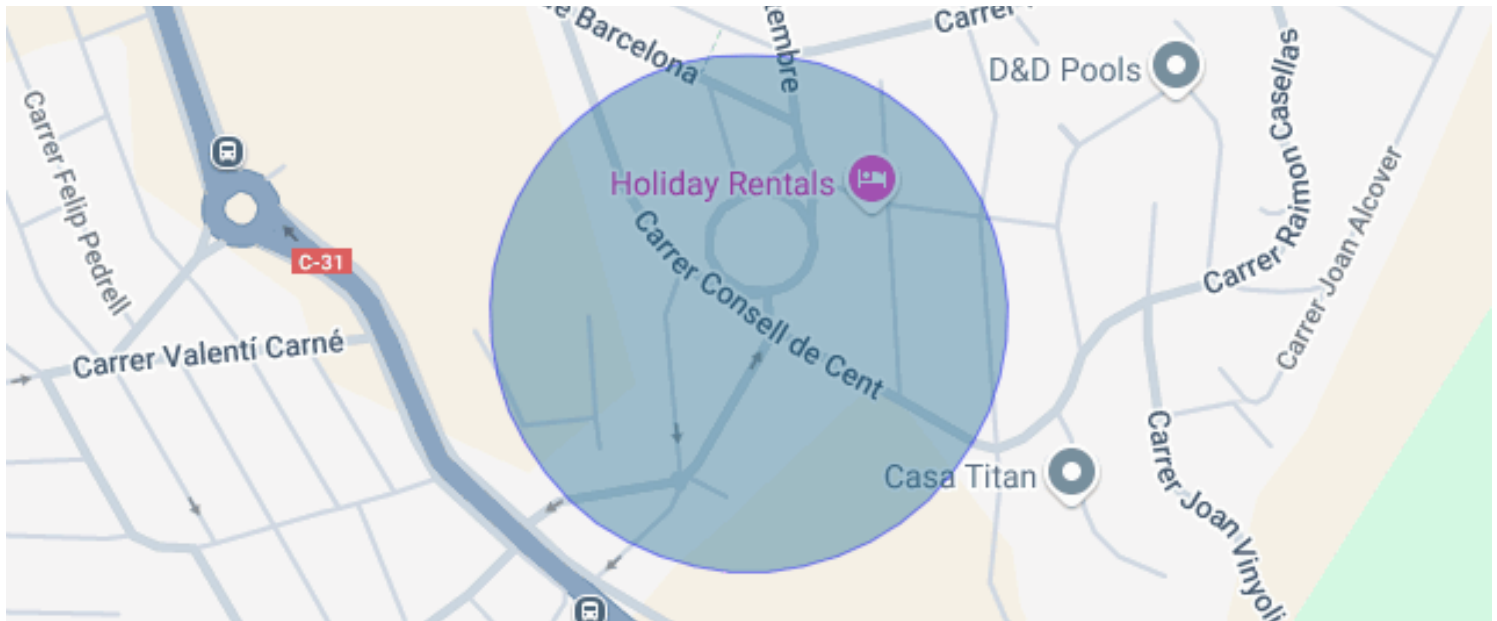 de Barcelona
embre
Carrer
D&D Pools
Carrer Raimon Casellas
Carrer Felip Pedrell
Holiday Rentals
Carrer Joan Alcover
C-31
Carrer Consell de Cent
Carrer Valentí Carné
Casa Titan
Carrer Joan Vinyoli